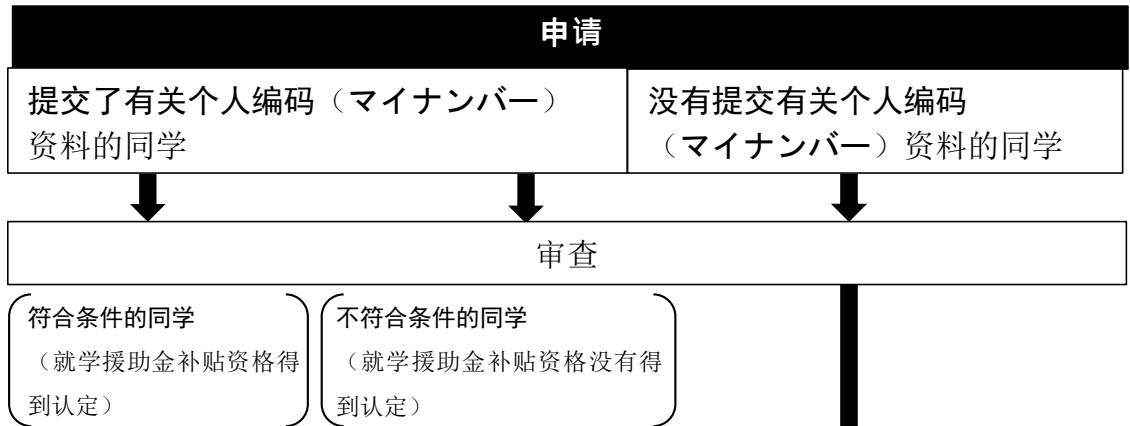 申请
提交了有关个人编码（マイナンバー）
资料的同学
没有提交有关个人编码
（マイナンバー）资料的同学
审查
符合条件的同学
（就学援助金补贴资格得
到认定）
不符合条件的同学
（就学援助金补贴资格没有得
到认定）